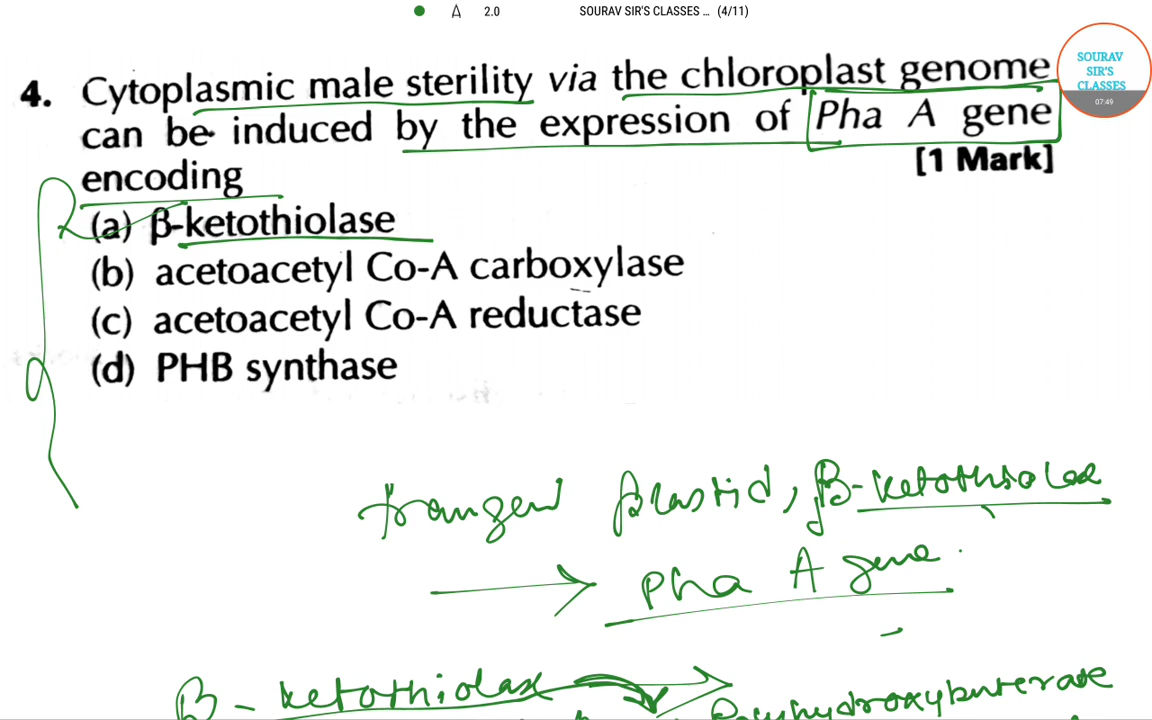 2.0 SOURAV SIR'S CLASSES ... (4/11)
SOURAV
SIR'S
CLASSES
07:49
4. Cytoplasmic male sterility via the chloroplast genome
can be induced by the expression of Pha A gene
encoding [1 Mark]
(a) β-ketothiolase
(b) acetoacetyl Co-A carboxylase
(c) acetoacetyl Co-A reductase
(d) PHB synthase
plastid, β-ketothiolase
Pha A gene
β-ketothiolase